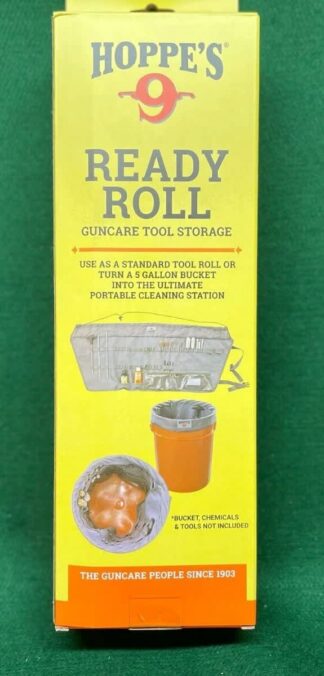 HOPPE'S®
9
READY
ROLL
GUNCARE TOOL STORAGE
USE AS A STANDARD TOOL ROLL OR
TURN A 5 GALLON BUCKET
INTO THE ULTIMATE
PORTABLE CLEANING STATION
*BUCKET, CHEMICALS
& TOOLS NOT INCLUDED
THE GUNCARE PEOPLE SINCE 1903